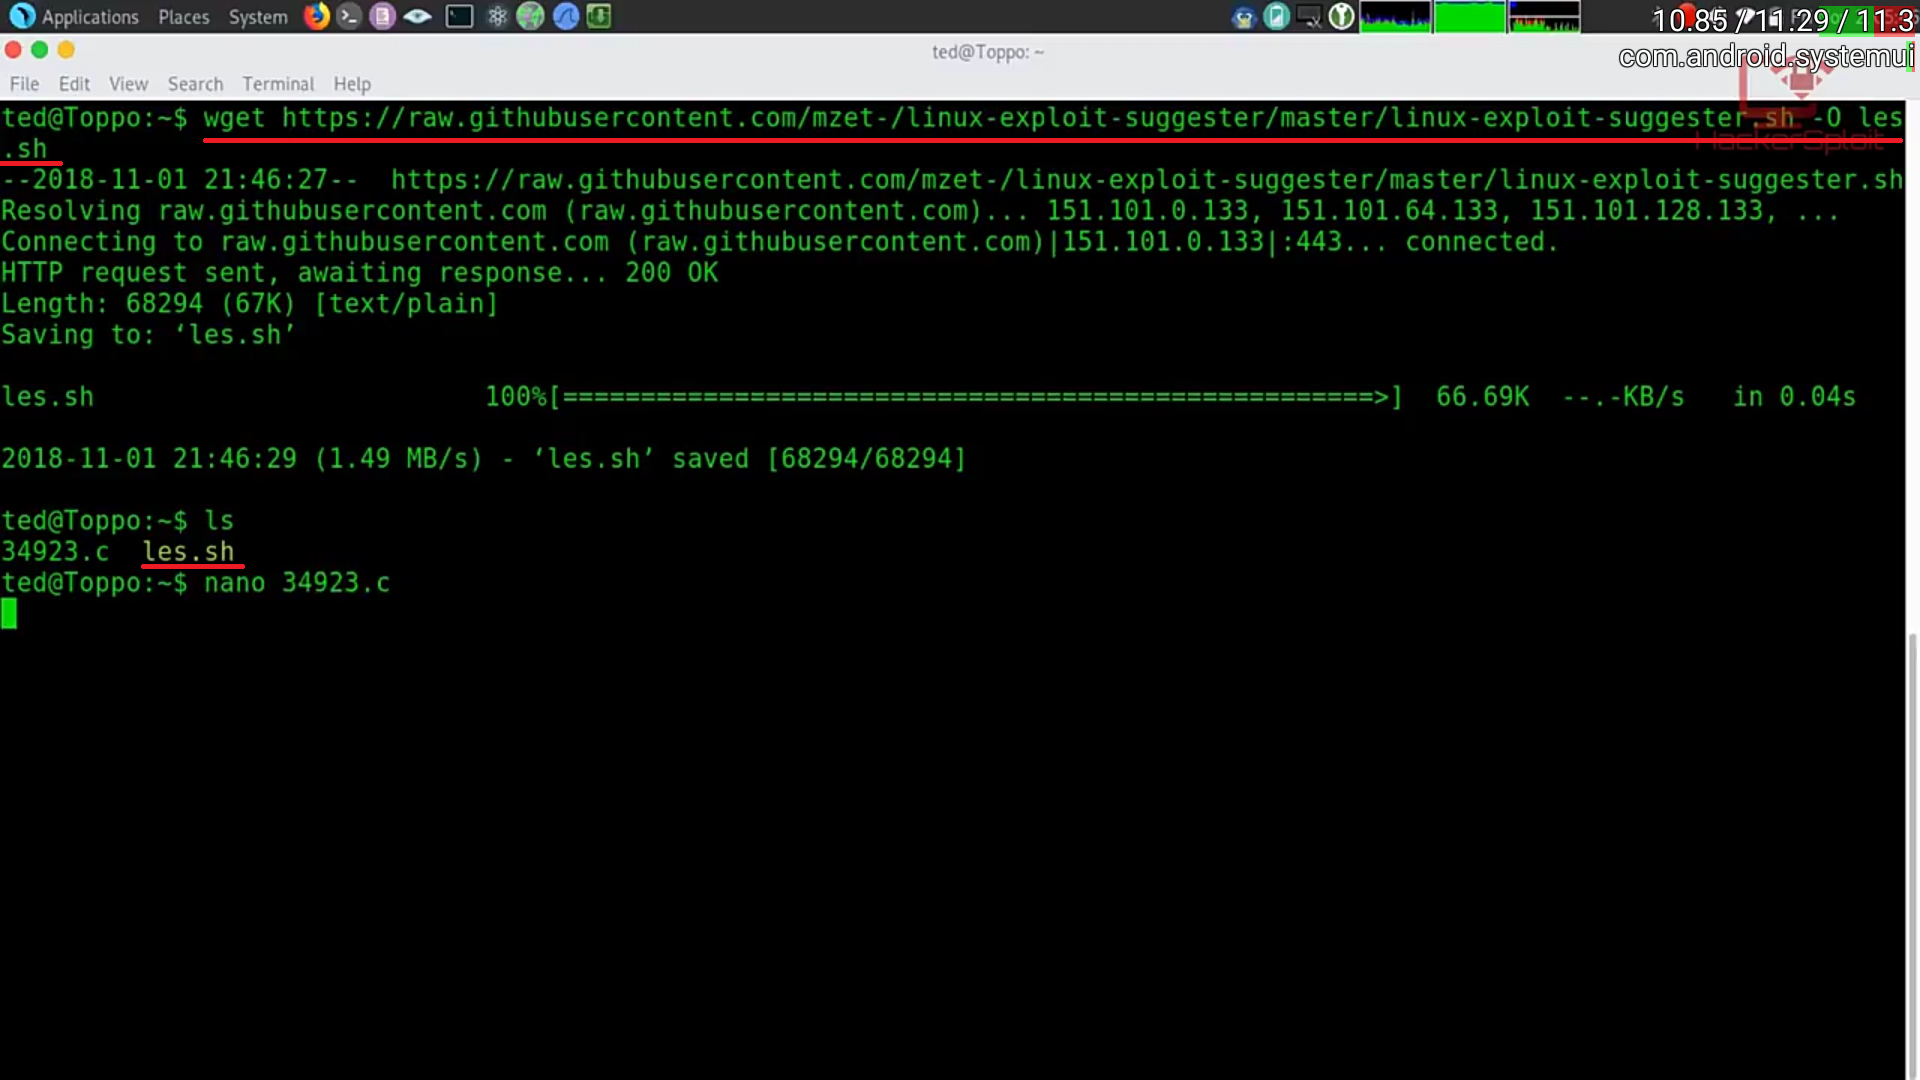 Applications Places System
10.85 / 11.29 / 11.3
com.android.systemui
ted@Toppo: ~
File Edit View Search Terminal Help
HackerSploit
ted@Toppo:~$ wget https://raw.githubusercontent.com/mzet-/linux-exploit-suggester/master/linux-exploit-suggester.sh -O les
.sh
--2018-11-01 21:46:27--  https://raw.githubusercontent.com/mzet-/linux-exploit-suggester/master/linux-exploit-suggester.sh
Resolving raw.githubusercontent.com (raw.githubusercontent.com)... 151.101.0.133, 151.101.64.133, 151.101.128.133, ...
Connecting to raw.githubusercontent.com (raw.githubusercontent.com)|151.101.0.133|:443... connected.
HTTP request sent, awaiting response... 200 OK
Length: 68294 (67K) [text/plain]
Saving to: ‘les.sh’
les.sh 100%[====================================================>] 66.69K --.-KB/s in 0.04s
2018-11-01 21:46:29 (1.49 MB/s) - ‘les.sh’ saved [68294/68294]
ted@Toppo:~$ ls
34923.c  les.sh
ted@Toppo:~$ nano 34923.c